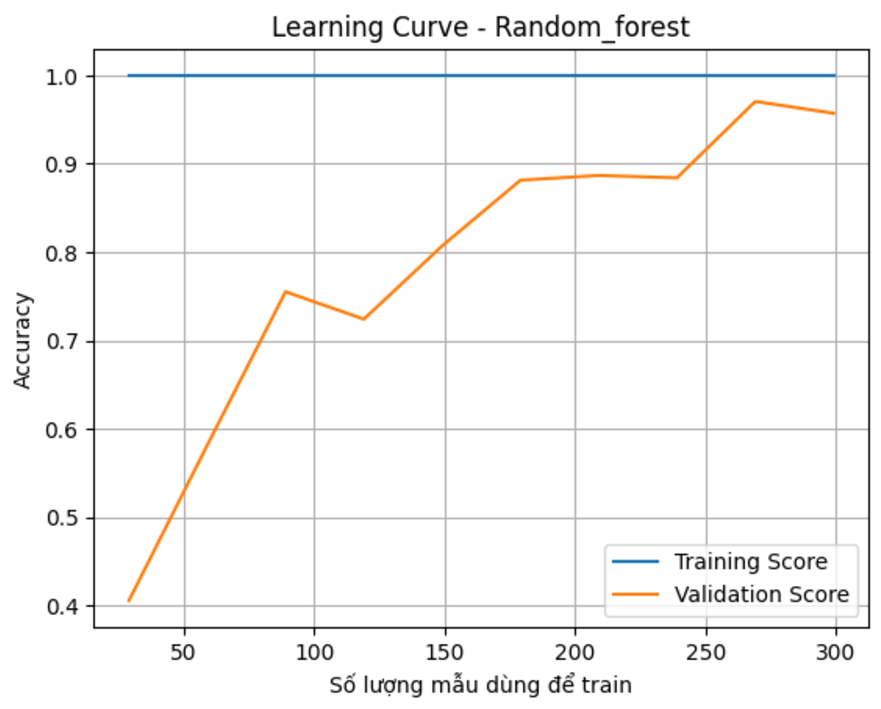 Learning Curve - Random_forest
1.0
0.9
0.8
0.7
0.6
0.5
0.4
Accuracy
Training Score
Validation Score
50 100 150 200 250 300
Số lượng mẫu dùng để train